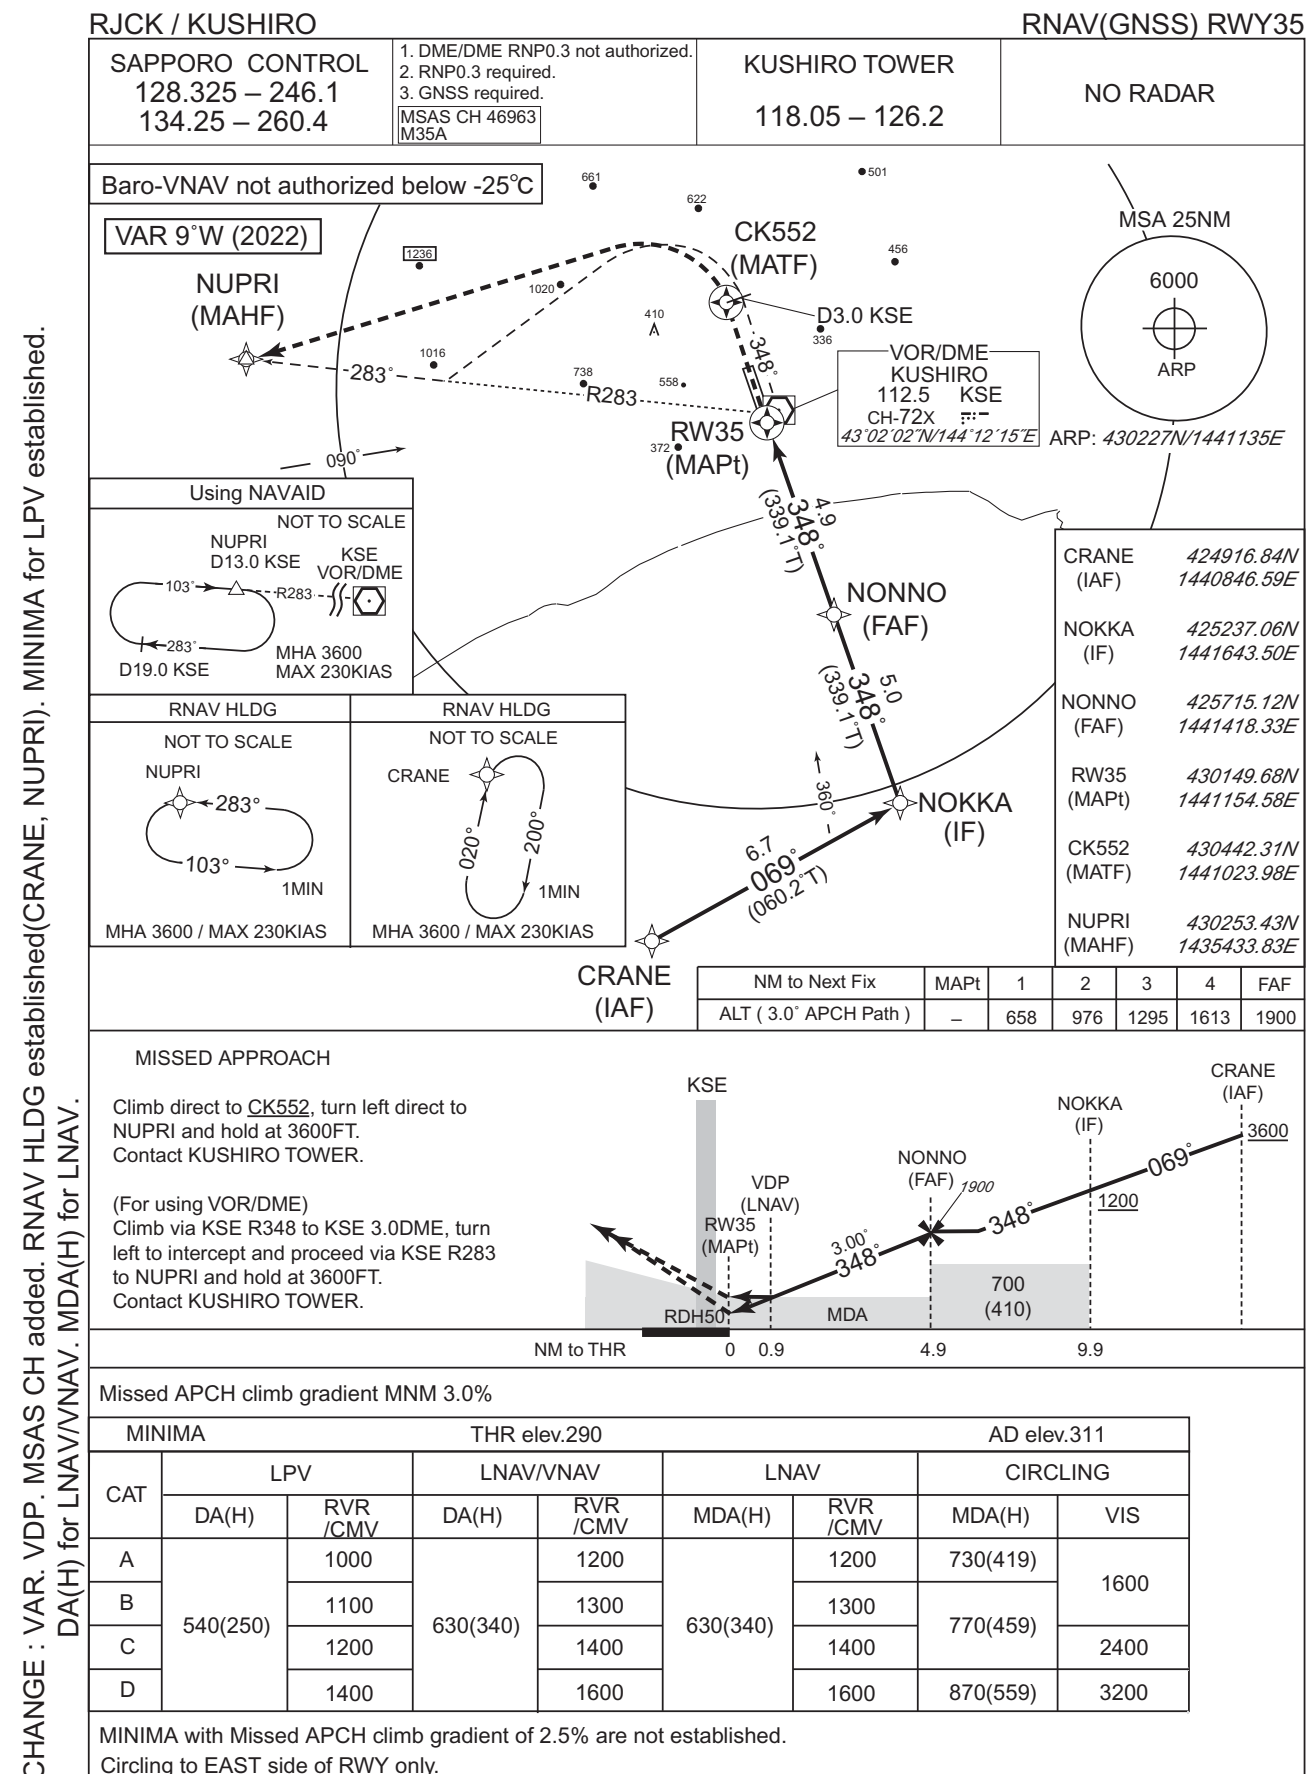 RJCK / KUSHIRO
RNAV(GNSS) RWY35
SAPPORO CONTROL
128.325 – 246.1
134.25 – 260.4
1. DME/DME RNP0.3 not authorized.
2. RNP0.3 required.
3. GNSS required.
MSAS CH 46963
M35A
KUSHIRO TOWER
118.05 – 126.2
NO RADAR
Baro-VNAV not authorized below -25℃
VAR 9˚W (2022)
661
501
622
456
1236
1020
410
336
1016
738
558
372
NUPRI
(MAHF)
CK552
(MATF)
D3.0 KSE
348˚
283˚
R283
090˚
MSA 25NM
6000
ARP
ARP: 430227N/1441135E
VOR/DME
KUSHIRO
112.5 KSE
CH-72X
43˚02´02˝N/144˚12´15˝E
RW35
(MAPt)
4.9
348˚
(339.1˚T)
NONNO
(FAF)
5.0
348˚
(339.1˚T)
360˚
NOKKA
(IF)
6.7
069˚
(060.2˚T)
CRANE
(IAF)
Using NAVAID
NOT TO SCALE
NUPRI
D13.0 KSE
KSE
VOR/DME
103˚
R283
283˚
D19.0 KSE
MHA 3600
MAX 230KIAS
RNAV HLDG
NOT TO SCALE
NUPRI
283°
103°
1MIN
MHA 3600 / MAX 230KIAS
RNAV HLDG
NOT TO SCALE
CRANE
020°
200°
1MIN
MHA 3600 / MAX 230KIAS
CRANE 424916.84N
(IAF) 1440846.59E
NOKKA 425237.06N
(IF) 1441643.50E
NONNO 425715.12N
(FAF) 1441418.33E
RW35 430149.68N
(MAPt) 1441154.58E
CK552 430442.31N
(MATF) 1441023.98E
NUPRI 430253.43N
(MAHF) 1435433.83E
NM to Next Fix MAPt 1 2 3 4 FAF
ALT ( 3.0˚ APCH Path ) – 658 976 1295 1613 1900
MISSED APPROACH
Climb direct to CK552, turn left direct to
NUPRI and hold at 3600FT.
Contact KUSHIRO TOWER.
(For using VOR/DME)
Climb via KSE R348 to KSE 3.0DME, turn
left to intercept and proceed via KSE R283
to NUPRI and hold at 3600FT.
Contact KUSHIRO TOWER.
KSE
RW35
(MAPt)
VDP
(LNAV)
NONNO
(FAF)
1900
NOKKA
(IF)
CRANE
(IAF)
3600
069˚
1200
348˚
3.00˚
348˚
700
(410)
MDA
RDH50
NM to THR 0 0.9 4.9 9.9
Missed APCH climb gradient MNM 3.0%
MINIMA THR elev.290 AD elev.311
CAT LPV LNAV/VNAV LNAV CIRCLING
DA(H) RVR /CMV DA(H) RVR /CMV MDA(H) RVR /CMV MDA(H) VIS
A 540(250) 1000 630(340) 1200 630(340) 1200 730(419) 1600
B 1100 1300 1300 770(459)
C 1200 1400 1400 2400
D 1400 1600 1600 870(559) 3200
MINIMA with Missed APCH climb gradient of 2.5% are not established.
Circling to EAST side of RWY only.
CHANGE : VAR. VDP. MSAS CH added. RNAV HLDG established(CRANE, NUPRI). MINIMA for LPV established.
DA(H) for LNAV/VNAV. MDA(H) for LNAV.